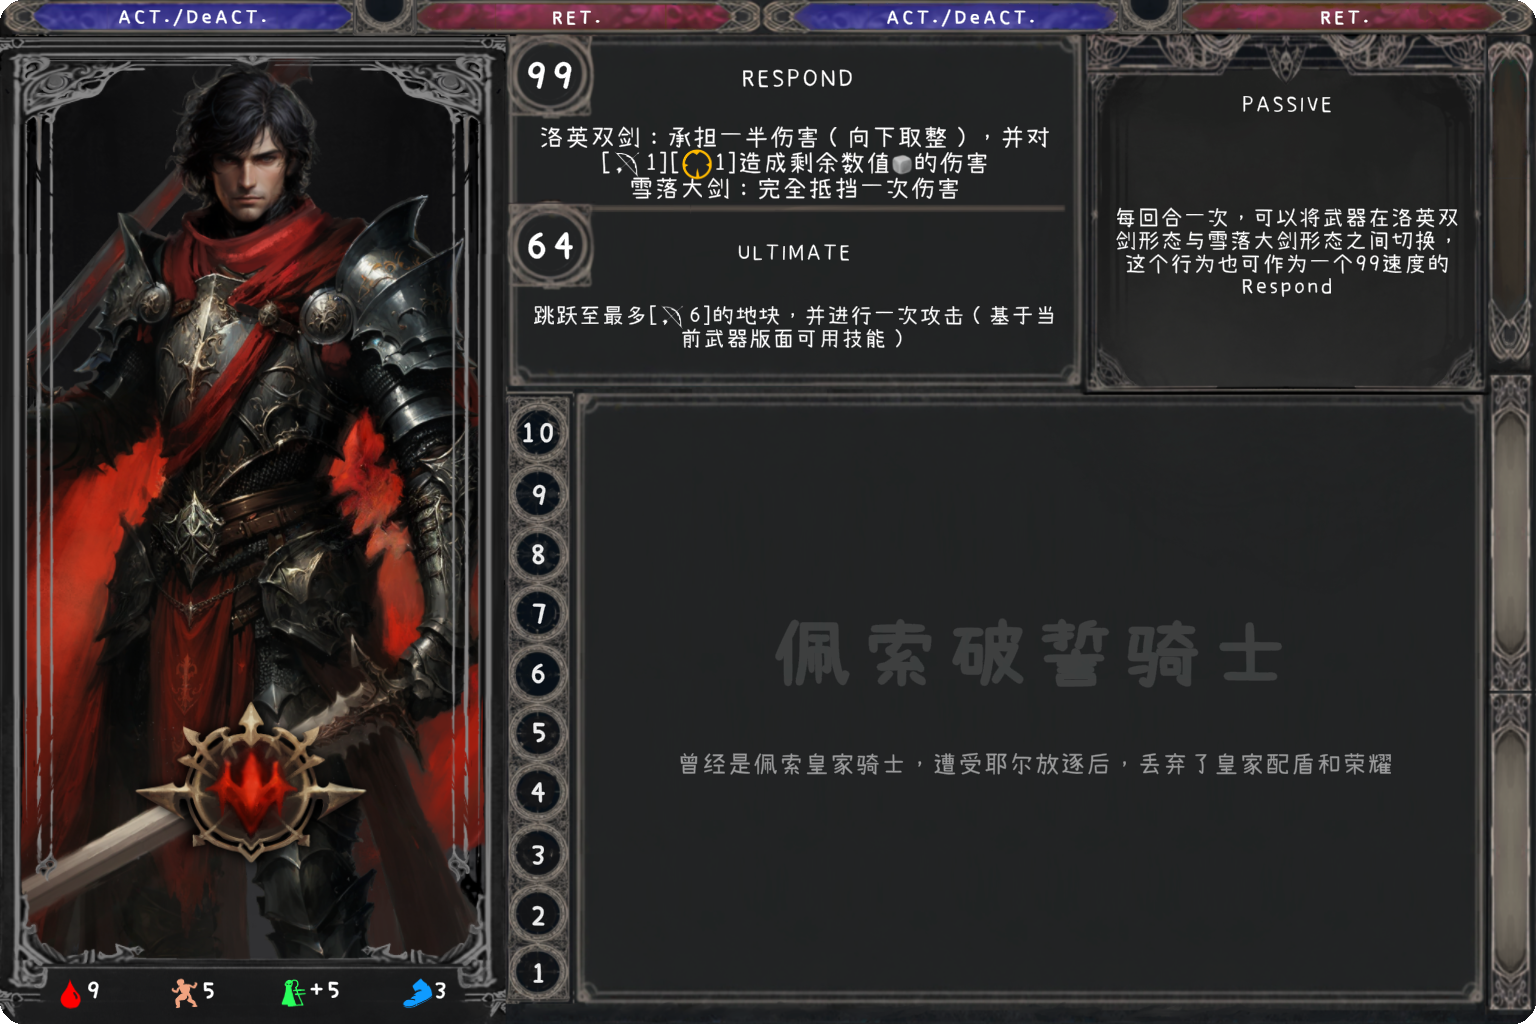 ACT./DeACT.
RET.
ACT./DeACT.
RET.
99
RESPOND
洛英双剑：承担一半伤害（向下取整），并对
[1][1]造成剩余数值的伤害
雪落大剑：完全抵挡一次伤害
64
ULTIMATE
跳跃至最多[6]的地块，并进行一次攻击（基于当
前武器版面可用技能）
PASSIVE
每回合一次，可以将武器在洛英双
剑形态与雪落大剑形态之间切换，
这个行为也可作为一个99速度的
Respond
10
9
8
7
6
5
4
3
2
1
佩索破誓骑士
曾经是佩索皇家骑士，遭受耶尔放逐后，丢弃了皇家配盾和荣耀
9
5
+5
3